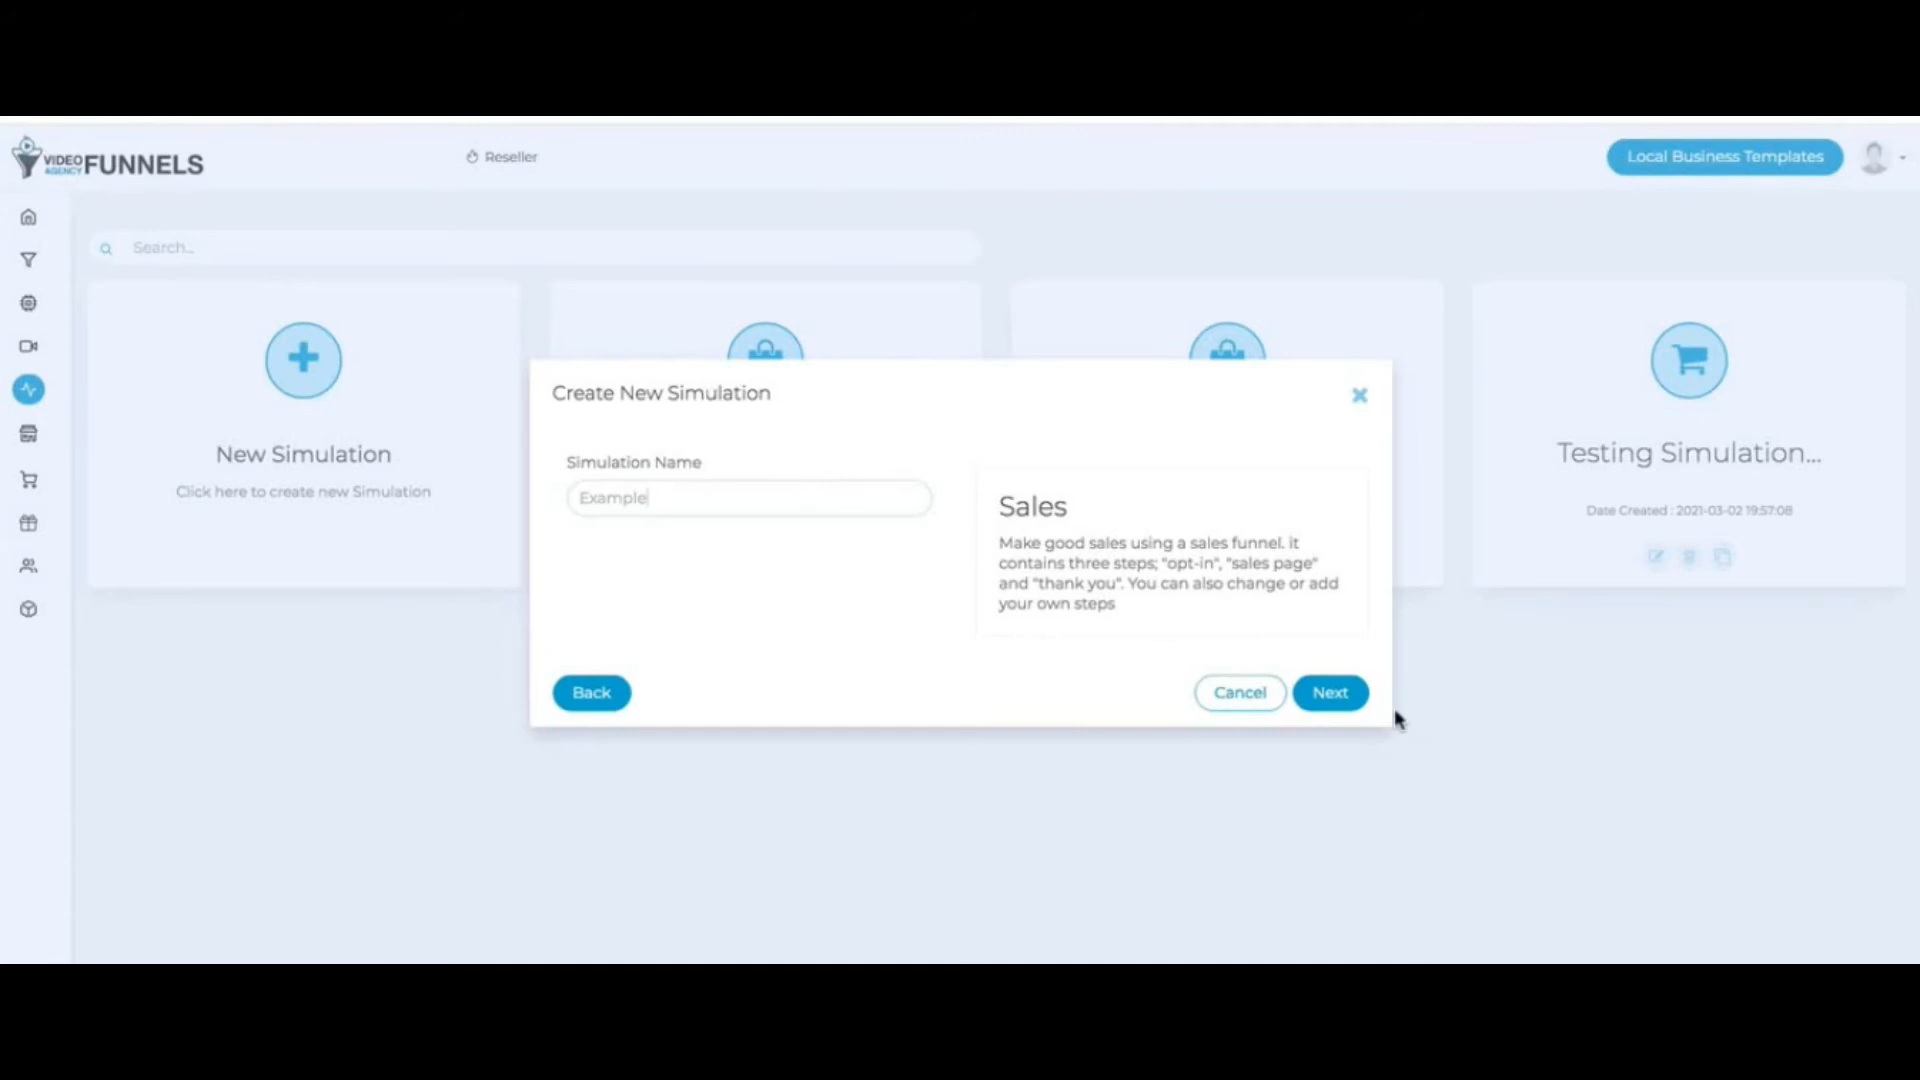 VIDEO
AGENCY
FUNNELS
Reseller
Local Business Templates
Search...
New Simulation
Click here to create new Simulation
Create New Simulation
Simulation Name
Example
Sales
Make good sales using a sales funnel. it
contains three steps; "opt-in", "sales page"
and "thank you". You can also change or add
your own steps
Back
Cancel
Next
Testing Simulation...
Date Created : 2021-03-02 19:57:08